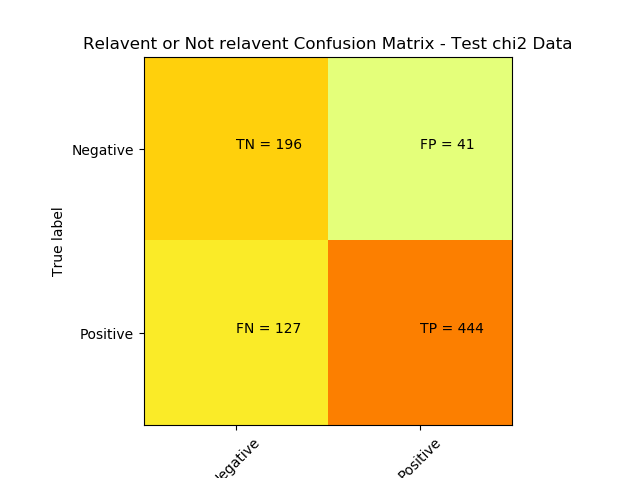 Relavent or Not relavent Confusion Matrix - Test chi2 Data
Negative
TN = 196
FP = 41
True label
Positive
FN = 127
TP = 444
egative
Positive